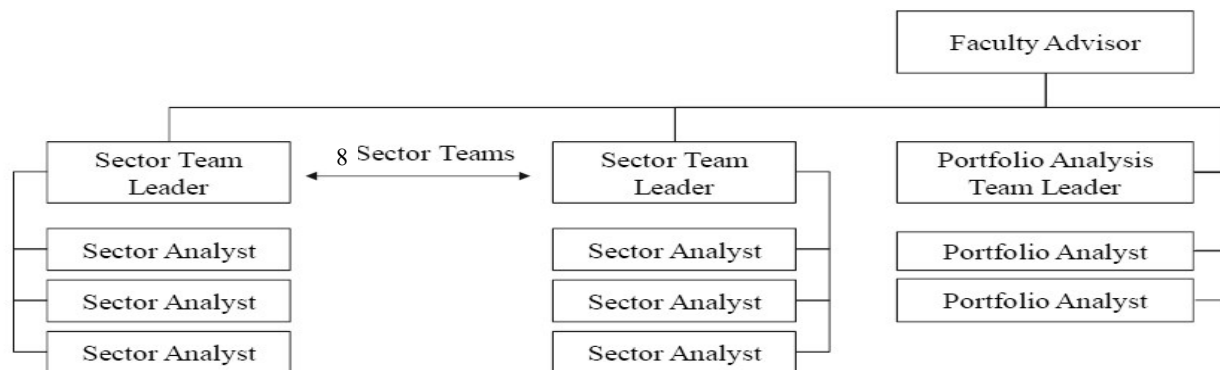 Faculty Advisor
Sector Team
Leader
8 Sector Teams
Sector Team
Leader
Portfolio Analysis
Team Leader
Sector Analyst
Sector Analyst
Portfolio Analyst
Sector Analyst
Sector Analyst
Portfolio Analyst
Sector Analyst
Sector Analyst